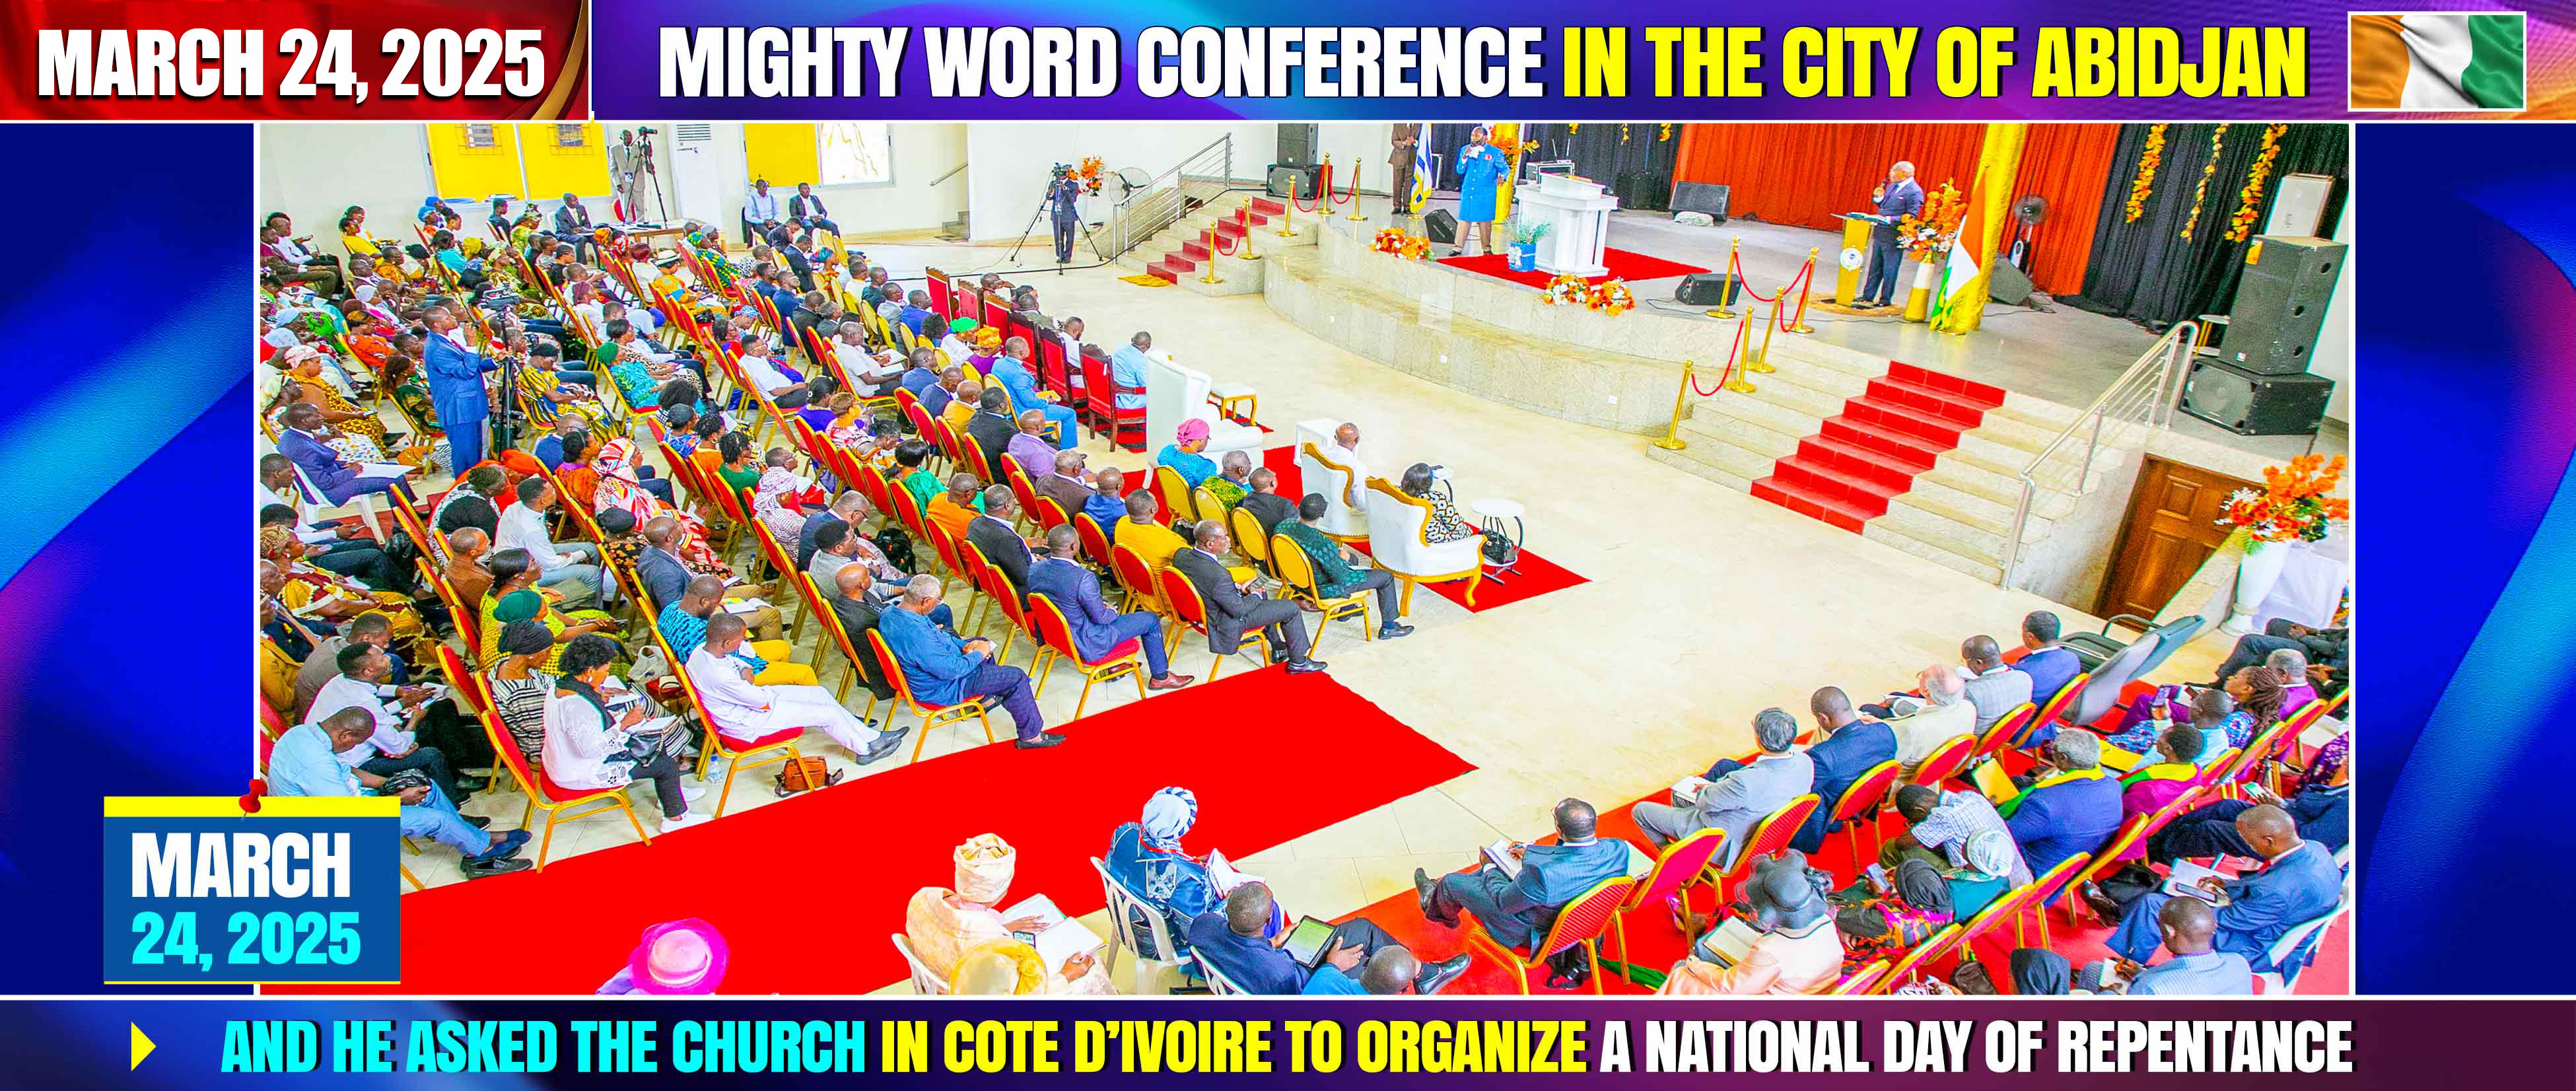 MARCH 24, 2025
MIGHTY WORD CONFERENCE IN THE CITY OF ABIDJAN
MARCH
24, 2025
AND HE ASKED THE CHURCH IN COTE D'IVOIRE TO ORGANIZE A NATIONAL DAY OF REPENTANCE